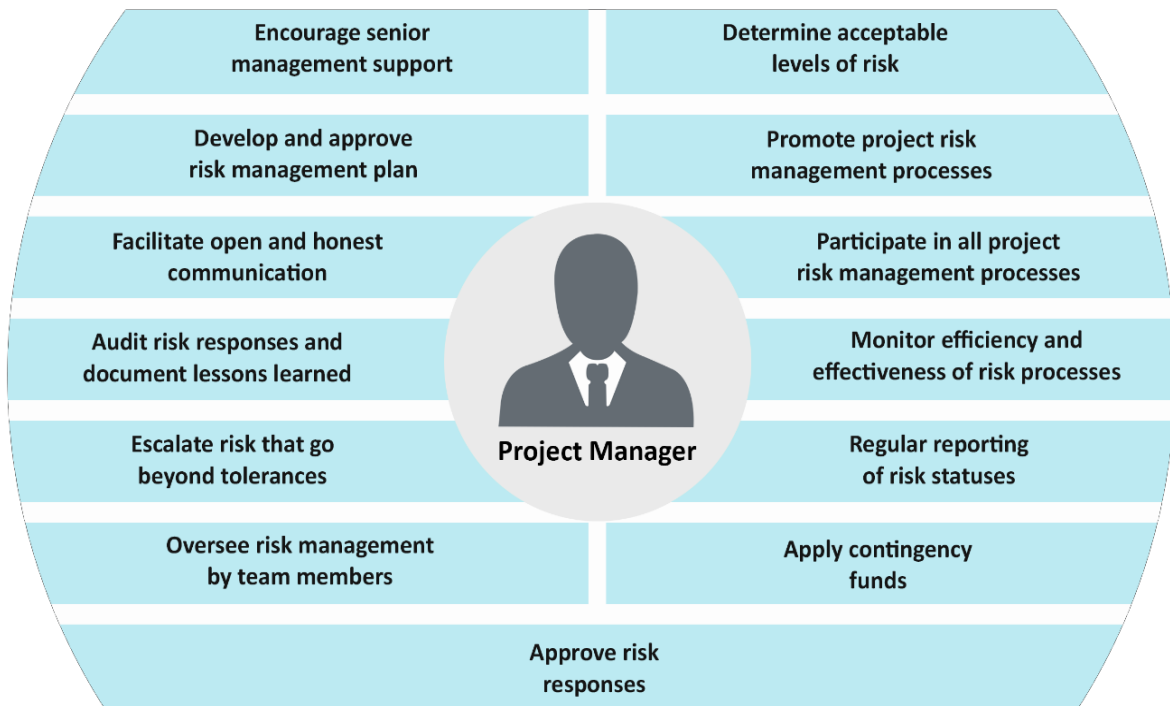 Encourage senior
management support
Determine acceptable
levels of risk
Develop and approve
risk management plan
Promote project risk
management processes
Facilitate open and honest
communication
Participate in all project
risk management processes
Audit risk responses and
document lessons learned
Monitor efficiency and
effectiveness of risk processes
Escalate risk that go
beyond tolerances
Project Manager
Regular reporting
of risk statuses
Oversee risk management
by team members
Apply contingency
funds
Approve risk
responses